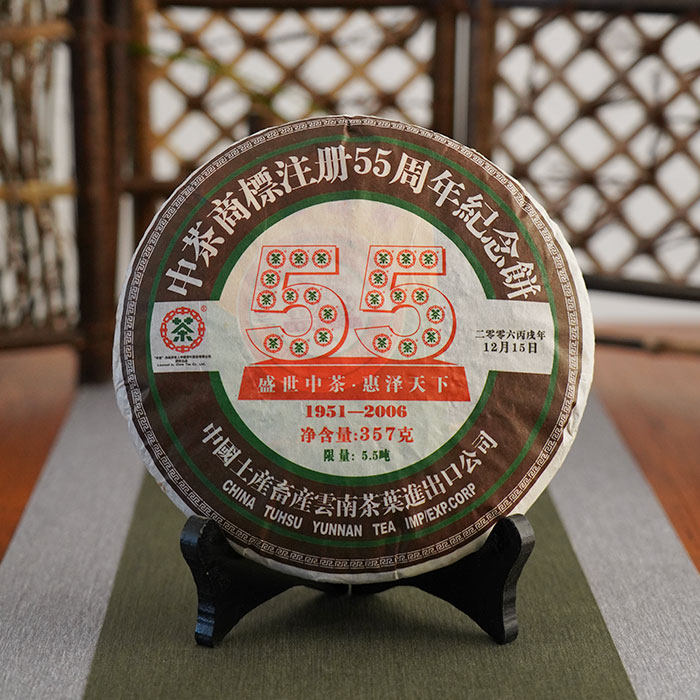 中茶商標注册55周年紀念餅
茶
55
二零零六丙戌年
12月15日
盛世中茶·惠泽天下
1951—2006
净含量:357克
限量: 5.5吨
中國土産畜産雲南茶葉進出口公司
CHINA TUHSU YUNNAN TEA IMP/EXP.CORP